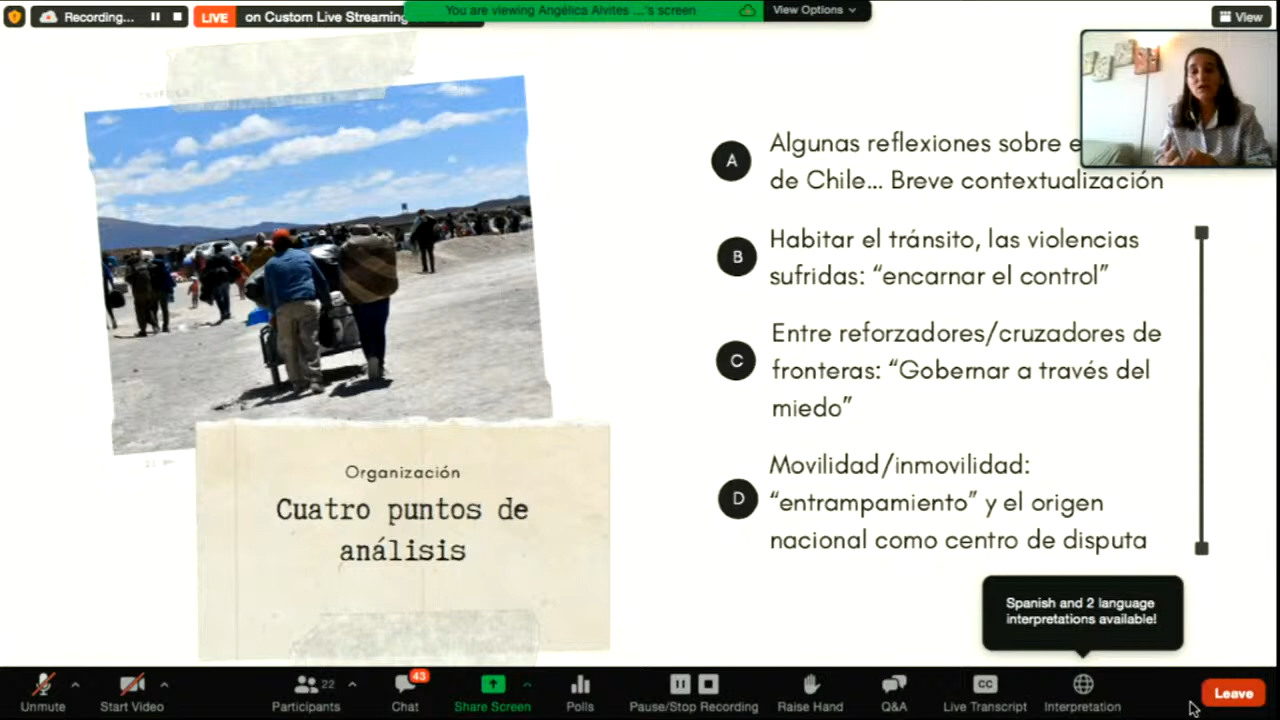 Recording...
LIVE
on Custom Live Streaming
You are viewing Angélica Alvites ...'s screen
View Options
View
A
Algunas reflexiones sobre e
de Chile... Breve contextualización
B
Habitar el tránsito, las violencias
sufridas: “encarnar el control”
C
Entre reforzadores/cruzadores de
fronteras: “Gobernar a través del
miedo”
D
Movilidad/inmovilidad:
“entrampamiento” y el origen
nacional como centro de disputa
Organización
Cuatro puntos de
análisis
Spanish and 2 language
interpretations available!
Unmute
Start Video
22
Participants
43
Chat
Share Screen
Polls
Pause/Stop Recording
Raise Hand
Q&A
CC
Live Transcript
Interpretation
Leave